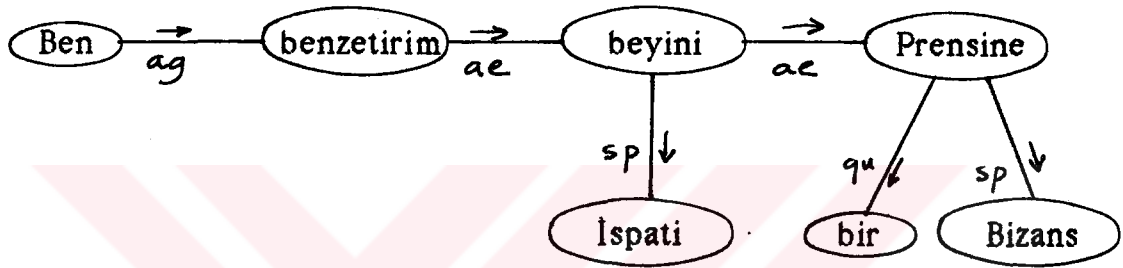 Ben benzetirim beyini Prensine
ag ae ae
sp qu sp
İspati bir Bizans